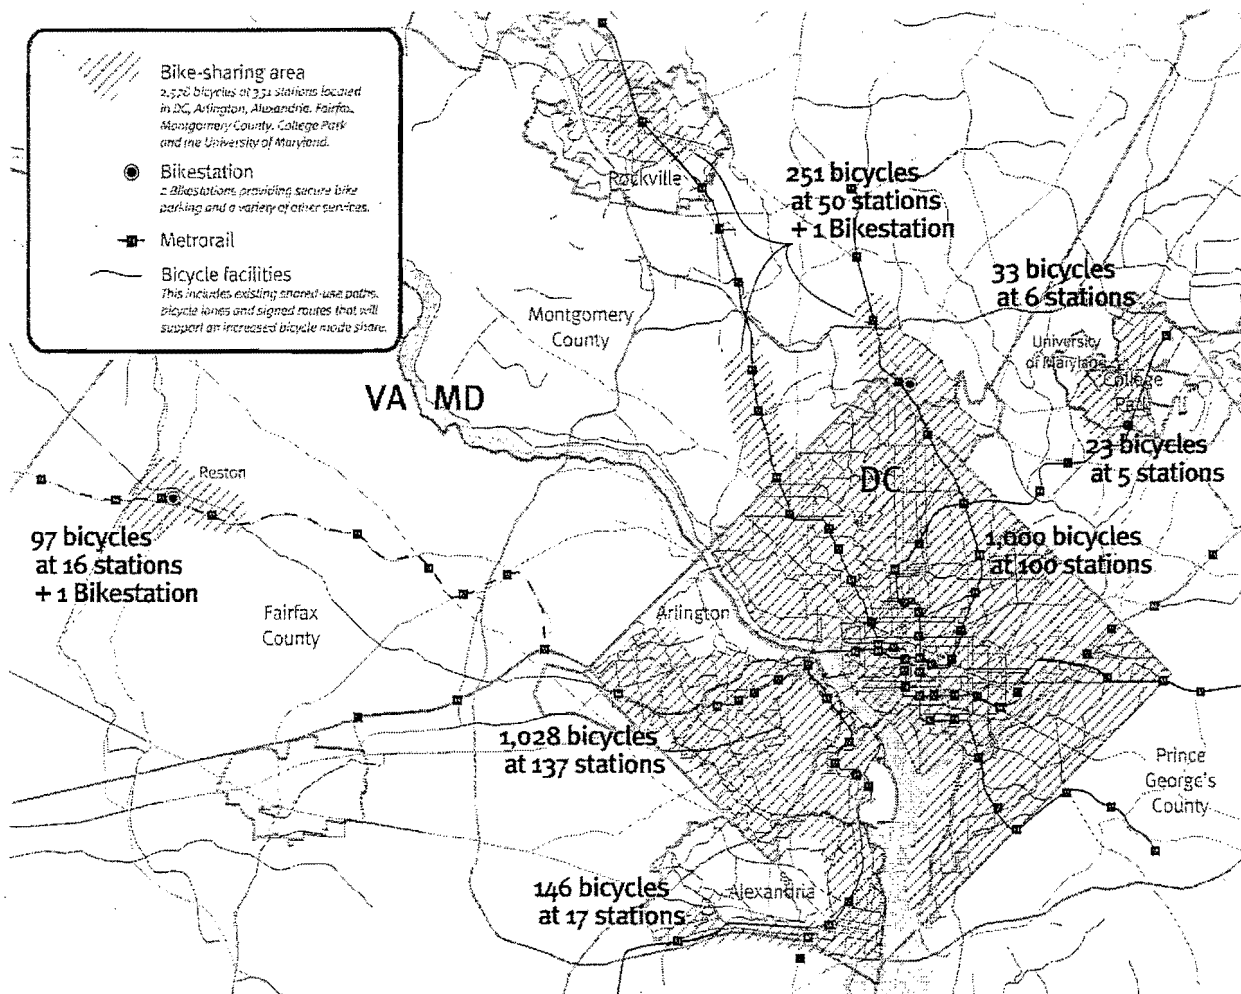 Bike-sharing area
2,578 bicycles at 331 stations located
in DC, Arlington, Alexandria, Fairfax,
Montgomery County, College Park
and the University of Maryland.
Bikestation
2 Bikestations providing secure bike
parking and a variety of other services.
Metrorail
Bicycle facilities
This includes existing shared-use paths,
bicycle lanes and signed routes that will
support an increased bicycle mode share.
Rockville
251 bicycles
at 50 stations
+ 1 Bikestation
33 bicycles
at 6 stations
Montgomery
County
University
of Maryland
College
Park
VA MD
23 bicycles
at 5 stations
Reston
DC
97 bicycles
at 16 stations
+ 1 Bikestation
1,000 bicycles
at 100 stations
Fairfax
County
Arlington
1,028 bicycles
at 137 stations
Prince
George's
County
146 bicycles
at 17 stations
Alexandria